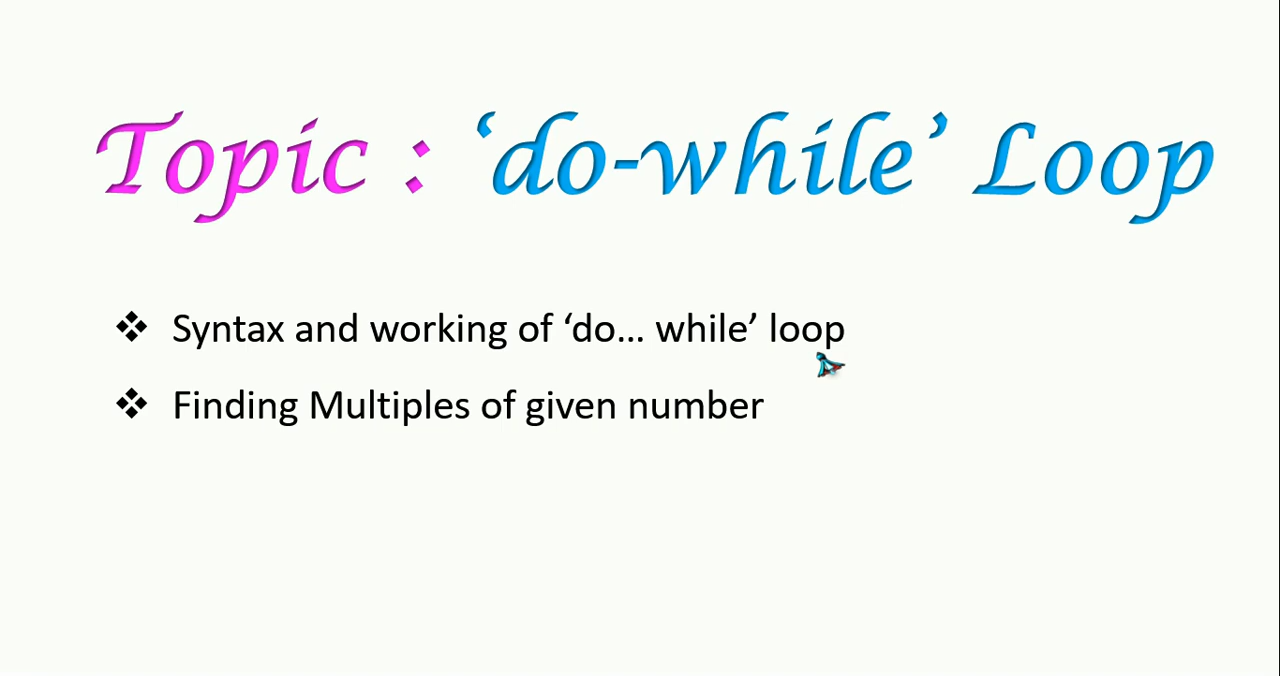 Topic : ‘do-while’ Loop
❖ Syntax and working of ‘do... while’ loop
❖ Finding Multiples of given number